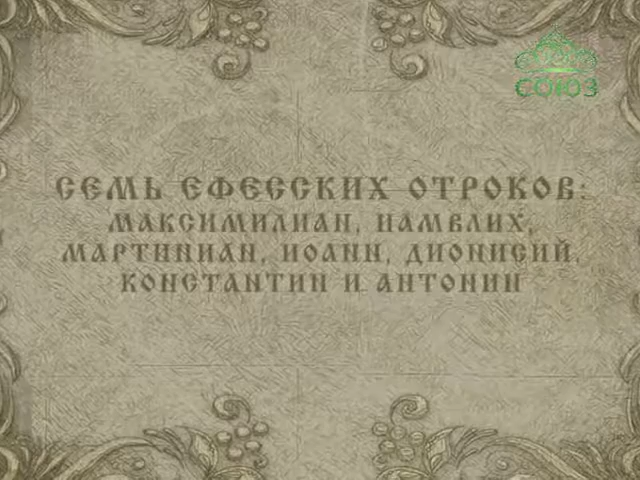 СОЮЗ
СЕМЬ ЕФЕССКИХ ОТРОКОВ:
МАКСИМИЛИАН, ИАМВЛИХ,
МАРТИНИАН, ИОАНН, ДИОНИСИЙ,
КОНСТАНТИН И АНТОНИН